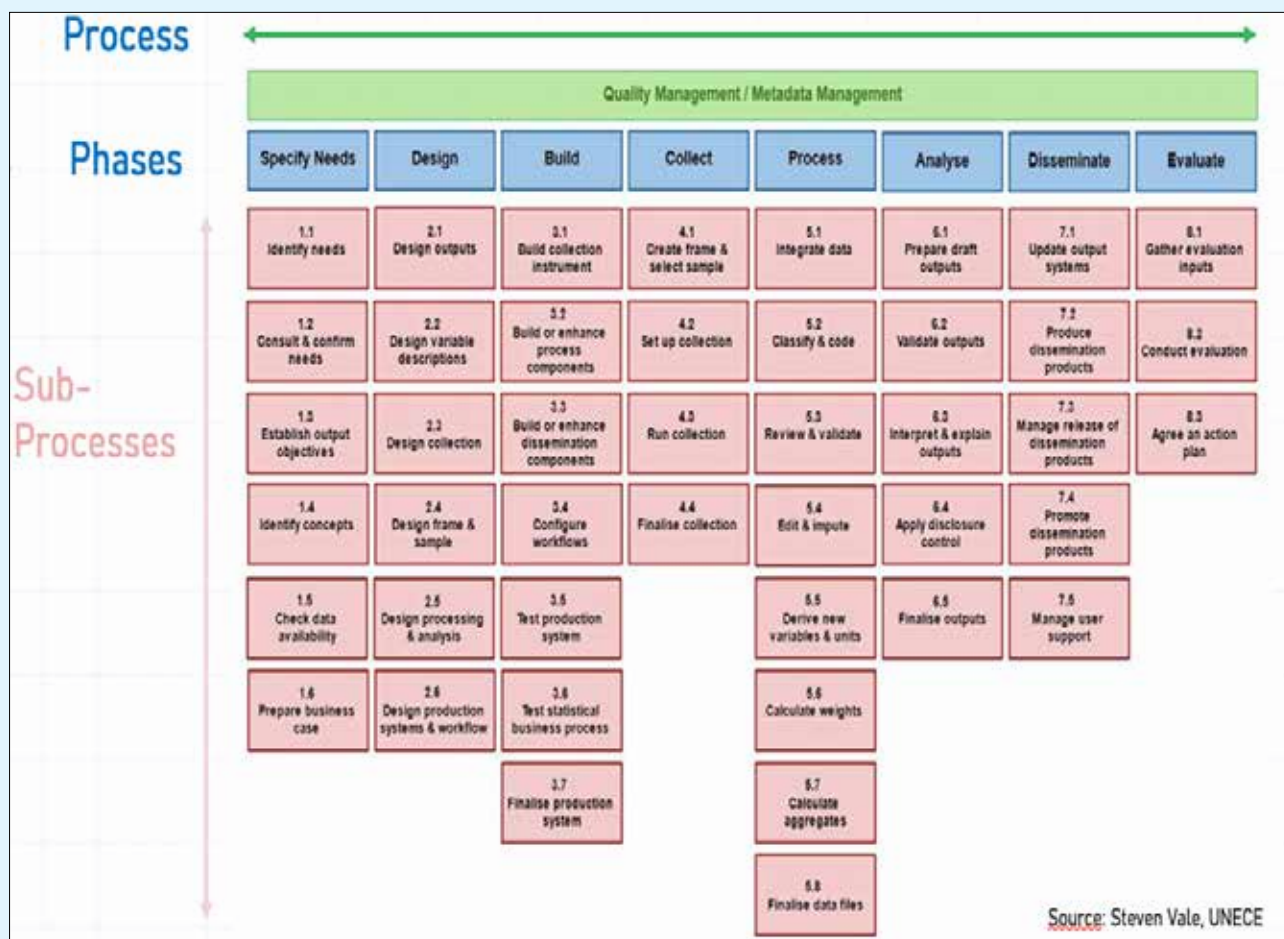 Process
Quality Management / Metadata Management
Phases
Specify Needs
Design
Build
Collect
Process
Analyse
Disseminate
Evaluate
Sub-
Processes
1.1
Identify needs
1.2
Consult & confirm
needs
1.3
Establish output
objectives
1.4
Identify concepts
1.5
Check data
availability
1.6
Prepare business
case
2.1
Design outputs
2.2
Design variable
descriptions
2.3
Design collection
2.4
Design frame &
sample
2.5
Design processing
& analysis
2.6
Design production
systems & workflow
3.1
Build collection
instrument
3.2
Build or enhance
process
components
3.3
Build or enhance
dissemination
components
3.4
Configure
workflows
3.5
Test production
system
3.6
Test statistical
business process
3.7
Finalise production
system
4.1
Create frame &
select sample
4.2
Set up collection
4.3
Run collection
4.4
Finalise collection
5.1
Integrate data
5.2
Classify & code
5.3
Review & validate
5.4
Edit & impute
5.5
Derive new
variables & units
5.6
Calculate weights
5.7
Calculate
aggregates
5.8
Finalise data files
6.1
Prepare draft
outputs
6.2
Validate outputs
6.3
Interpret & explain
outputs
6.4
Apply disclosure
control
6.5
Finalise outputs
7.1
Update output
systems
7.2
Produce
dissemination
products
7.3
Manage release of
dissemination
products
7.4
Promote
dissemination
products
7.5
Manage user
support
8.1
Gather evaluation
inputs
8.2
Conduct evaluation
8.3
Agree an action
plan
Source: Steven Vale, UNECE